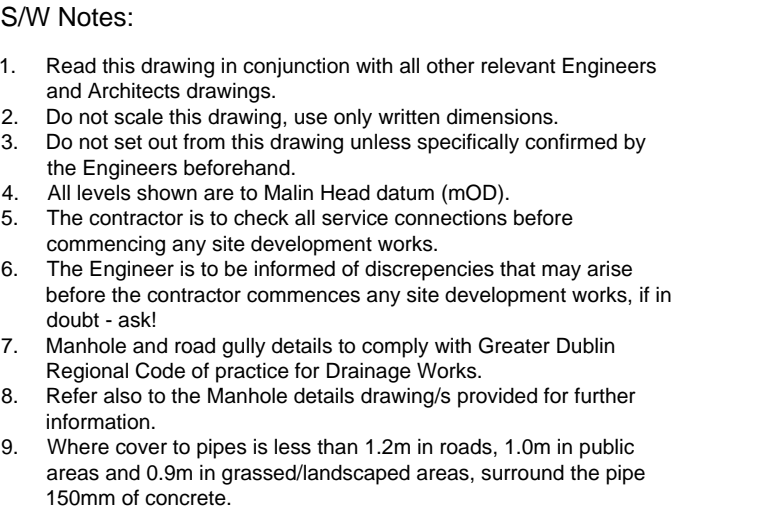 S/W Notes:
1. Read this drawing in conjunction with all other relevant Engineers
and Architects drawings.
2. Do not scale this drawing, use only written dimensions.
3. Do not set out from this drawing unless specifically confirmed by
the Engineers beforehand.
4. All levels shown are to Malin Head datum (mOD).
5. The contractor is to check all service connections before
commencing any site development works.
6. The Engineer is to be informed of discrepencies that may arise
before the contractor commences any site development works, if in
doubt - ask!
7. Manhole and road gully details to comply with Greater Dublin
Regional Code of practice for Drainage Works.
8. Refer also to the Manhole details drawing/s provided for further
information.
9. Where cover to pipes is less than 1.2m in roads, 1.0m in public
areas and 0.9m in grassed/landscaped areas, surround the pipe
150mm of concrete.